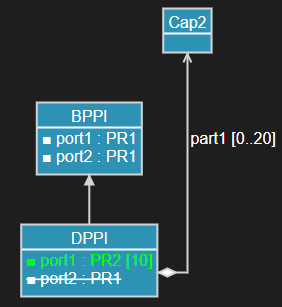 Cap2
part1 [0..20]
BPPI
port1 : PR1
port2 : PR1
DPPI
port1 : PR2 [10]
port2 : PR1